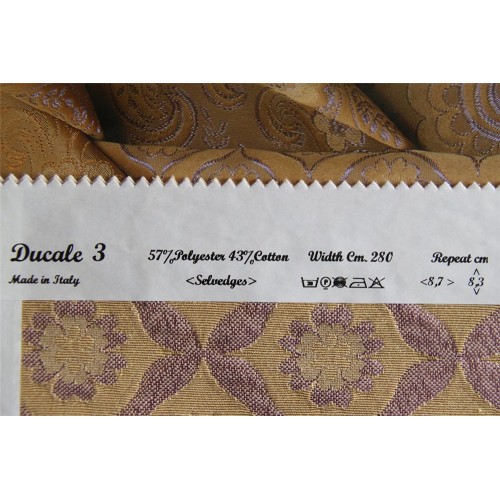 Ducale 3 57%Polyester 43%Cotton Width Cm. 280 Repeat cm
Made in Italy <Selvedges> <8,7> 8,3